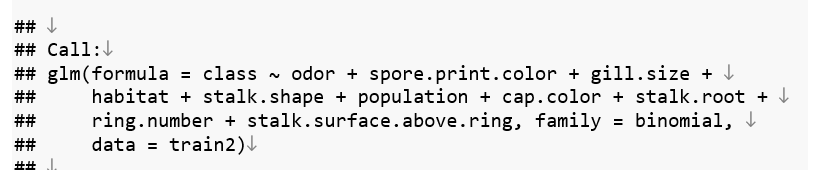 ## ↓
## Call:↓
## glm(formula = class ~ odor + spore.print.color + gill.size + ↓
##     habitat + stalk.shape + population + cap.color + stalk.root + ↓
##     ring.number + stalk.surface.above.ring, family = binomial, ↓
##     data = train2)↓
## ↓